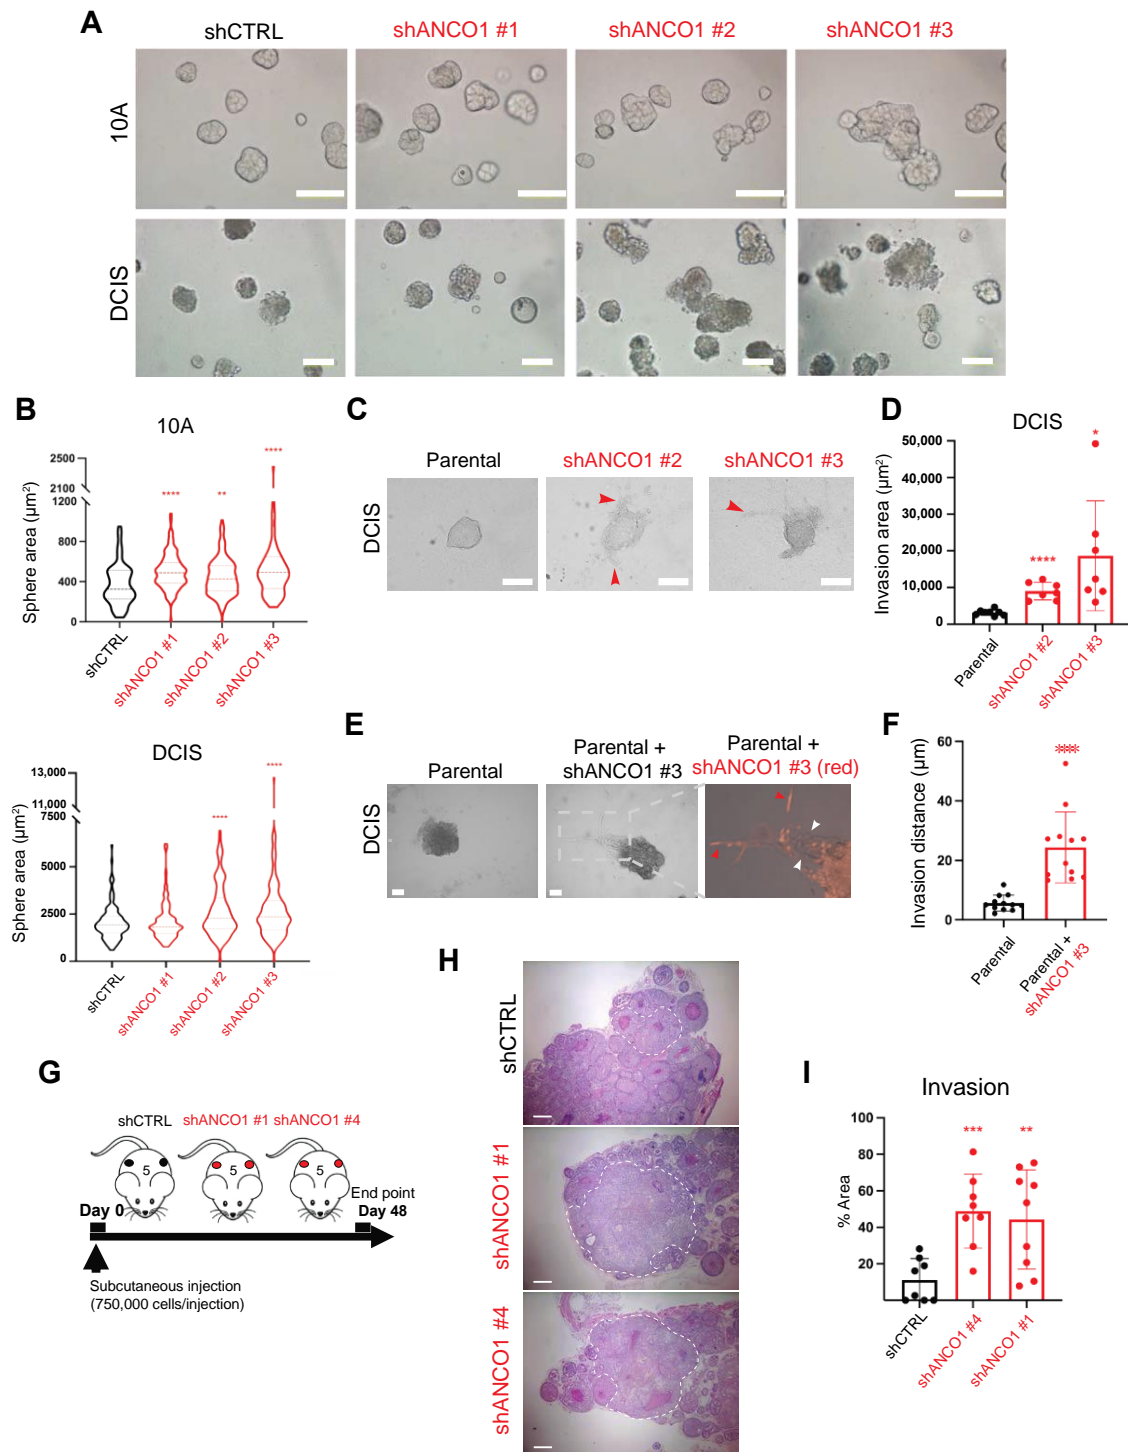 A
shCTRL
shANCO1 #1
shANCO1 #2
shANCO1 #3
10A
DCIS
B
10A
Sphere area (µm²)
2500
2100
1200
800
400
0
****
**
****
shCTRL
shANCO1 #1
shANCO1 #2
shANCO1 #3
DCIS
Sphere area (µm²)
13,000
11,000
7500
5000
2500
0
****
****
shCTRL
shANCO1 #1
shANCO1 #2
shANCO1 #3
C
Parental
shANCO1 #2
shANCO1 #3
DCIS
D
DCIS
Invasion area (µm²)
50,000
40,000
30,000
20,000
10,000
0
****
*
Parental
shANCO1 #2
shANCO1 #3
E
Parental
Parental +
shANCO1 #3
Parental +
shANCO1 #3 (red)
DCIS
F
Invasion distance (µm)
60
40
20
0
****
Parental
Parental +
shANCO1 #3
G
shCTRL
shANCO1 #1
shANCO1 #4
5
5
5
Day 0
End point
Day 48
Subcutaneous injection
(750,000 cells/injection)
H
shCTRL
shANCO1 #1
shANCO1 #4
I
Invasion
% Area
100
80
60
40
20
***
**
shCTRL
shANCO1 #4
shANCO1 #1